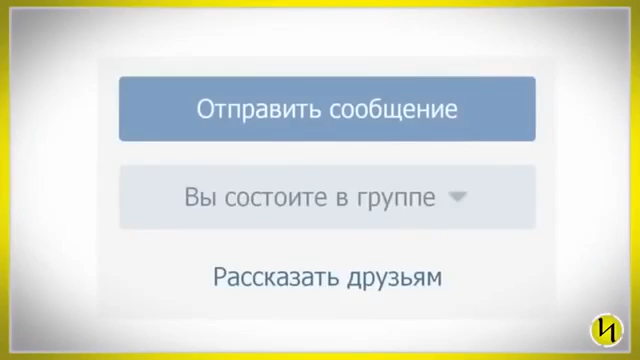 Отправить сообщение
Вы состоите в группе
Рассказать друзьям
И